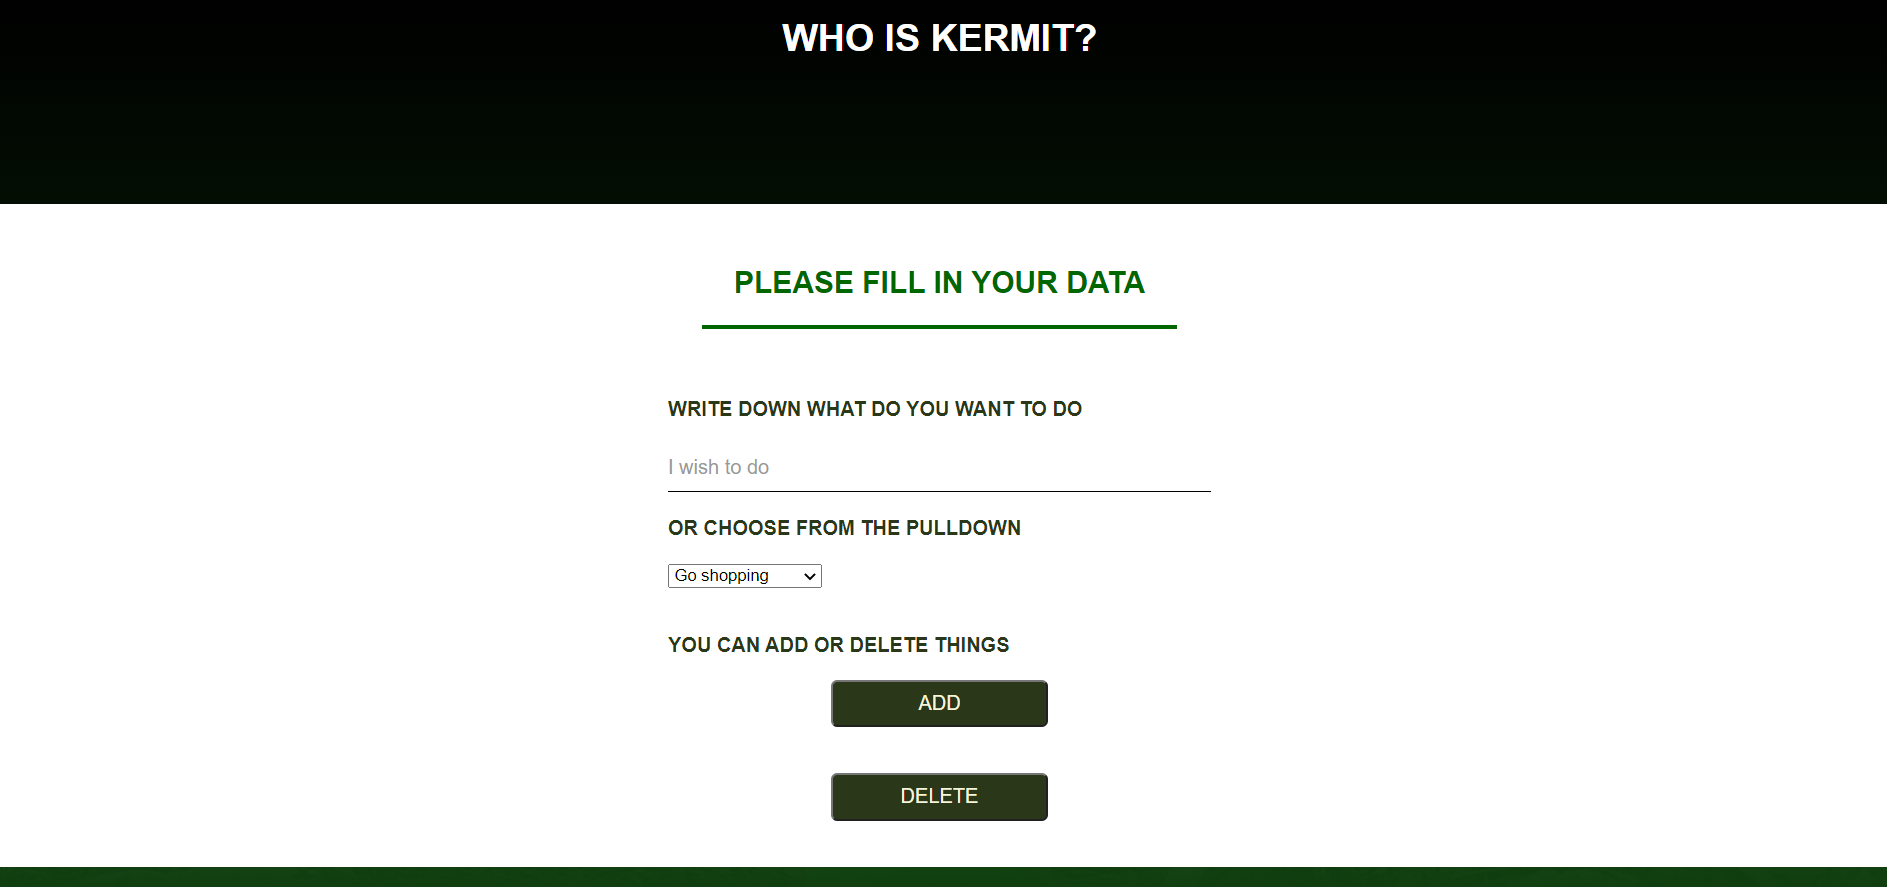 WHO IS KERMIT?
PLEASE FILL IN YOUR DATA
WRITE DOWN WHAT DO YOU WANT TO DO
I wish to do
OR CHOOSE FROM THE PULLDOWN
Go shopping
YOU CAN ADD OR DELETE THINGS
ADD
DELETE